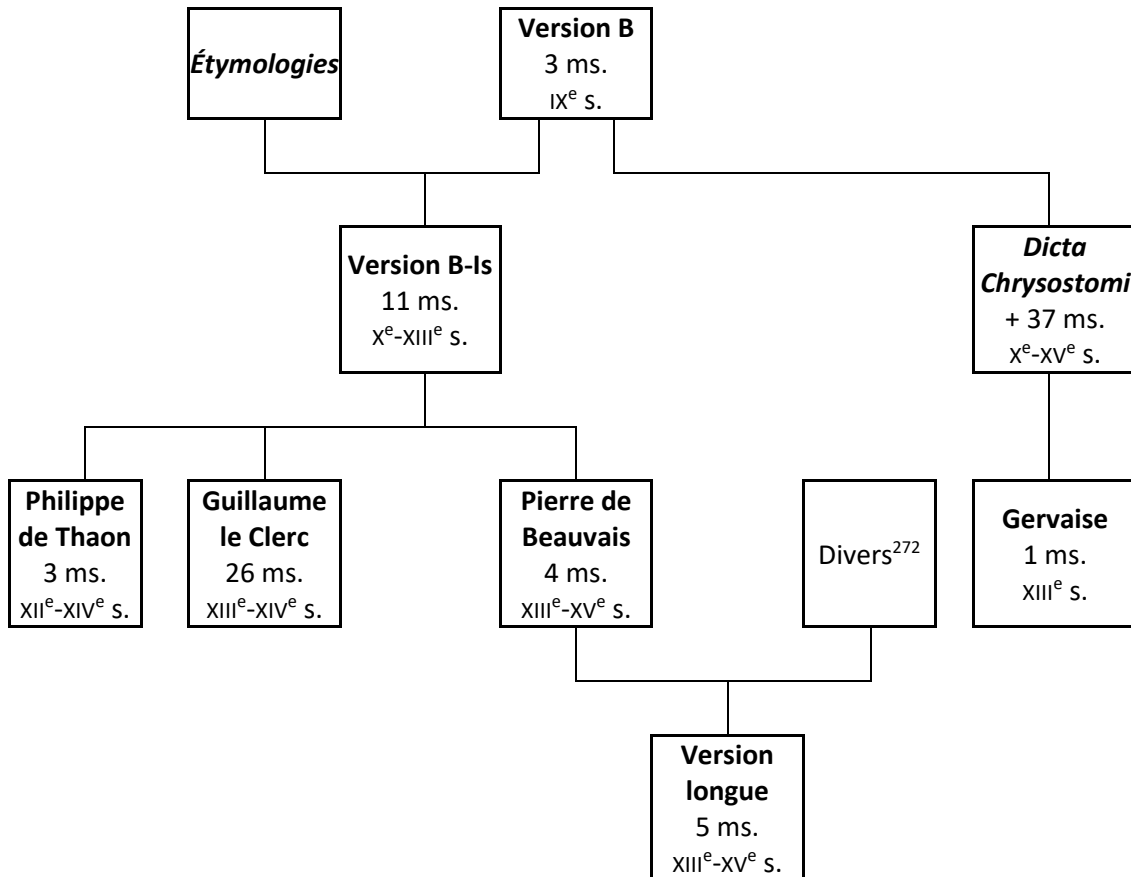 Étymologies
Version B
3 ms.
IXᵉ s.
Version B-Is
11 ms.
Xᵉ-XIIIᵉ s.
Dicta
Chrysostomi
+ 37 ms.
Xᵉ-XVᵉ s.
Philippe
de Thaon
3 ms.
XIIᵉ-XIVᵉ s.
Guillaume
le Clerc
26 ms.
XIIIᵉ-XIVᵉ s.
Pierre de
Beauvais
4 ms.
XIIIᵉ-XVᵉ s.
Divers²⁷²
Gervaise
1 ms.
XIIIᵉ s.
Version
longue
5 ms.
XIIIᵉ-XVᵉ s.